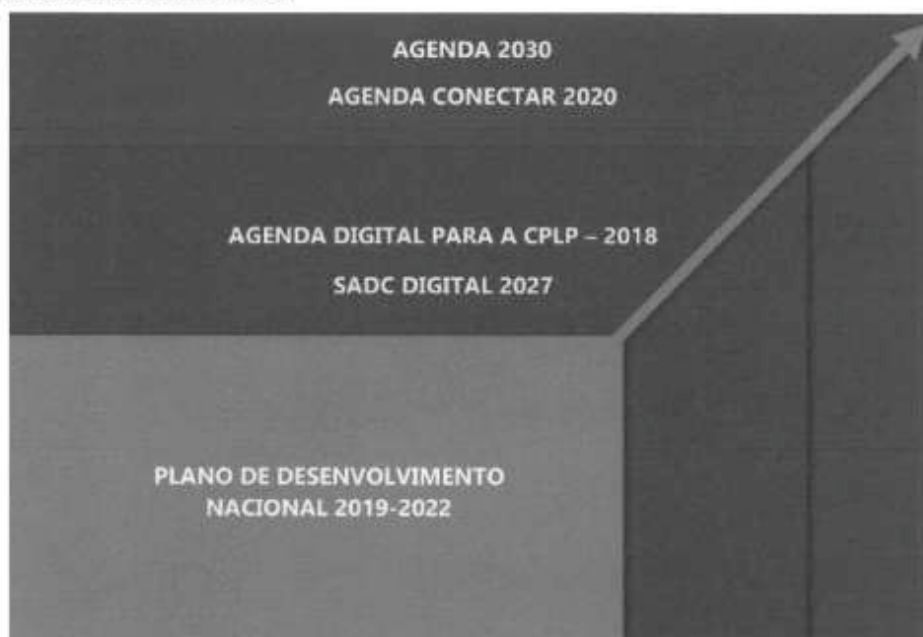 AGENDA 2030
AGENDA CONECTAR 2020
AGENDA DIGITAL PARA A CPLP – 2018
SADC DIGITAL 2027
PLANO DE DESENVOLVIMENTO
NACIONAL 2019-2022